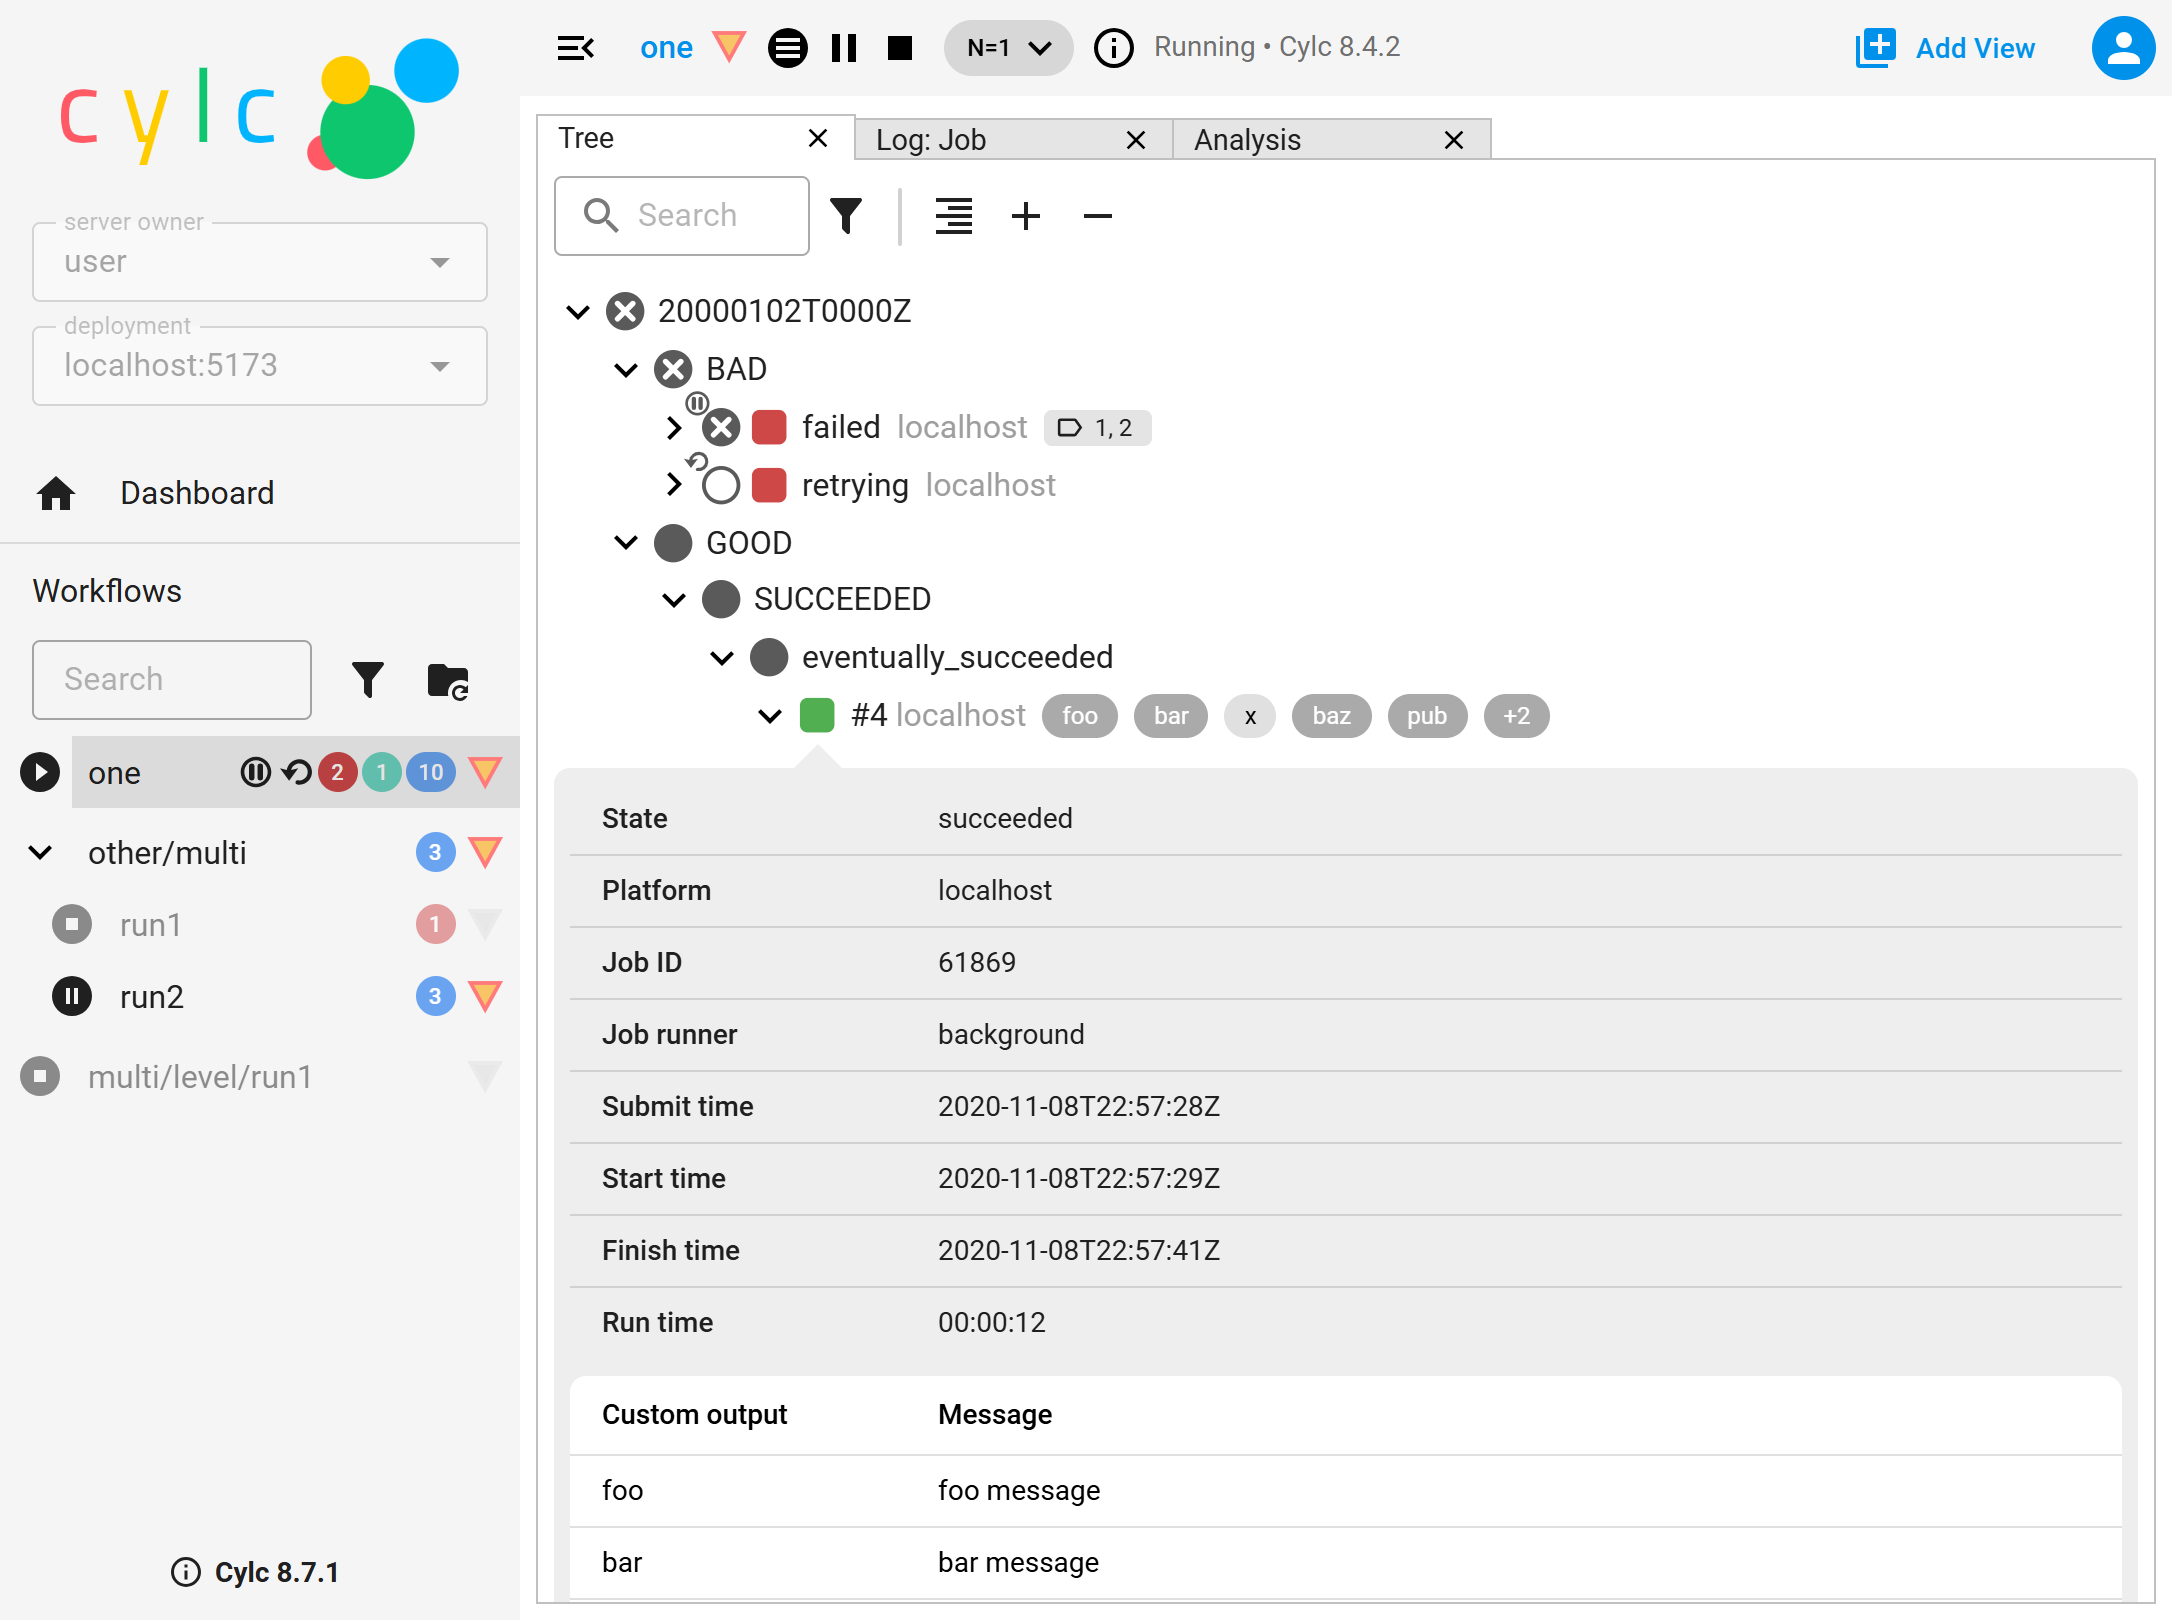 cylc
server owner
user
deployment
localhost:5173
Dashboard
Workflows
Search
one 2 1 10
other/multi 3
run1 1
run2 3
multi/level/run1
Cylc 8.7.1
one N=1 Running • Cylc 8.4.2 Add View
Tree Log: Job Analysis
Search
20000102T0000Z
BAD
failed localhost 1, 2
retrying localhost
GOOD
SUCCEEDED
eventually_succeeded
#4 localhost foo bar x baz pub +2
State succeeded
Platform localhost
Job ID 61869
Job runner background
Submit time 2020-11-08T22:57:28Z
Start time 2020-11-08T22:57:29Z
Finish time 2020-11-08T22:57:41Z
Run time 00:00:12
Custom output Message
foo foo message
bar bar message